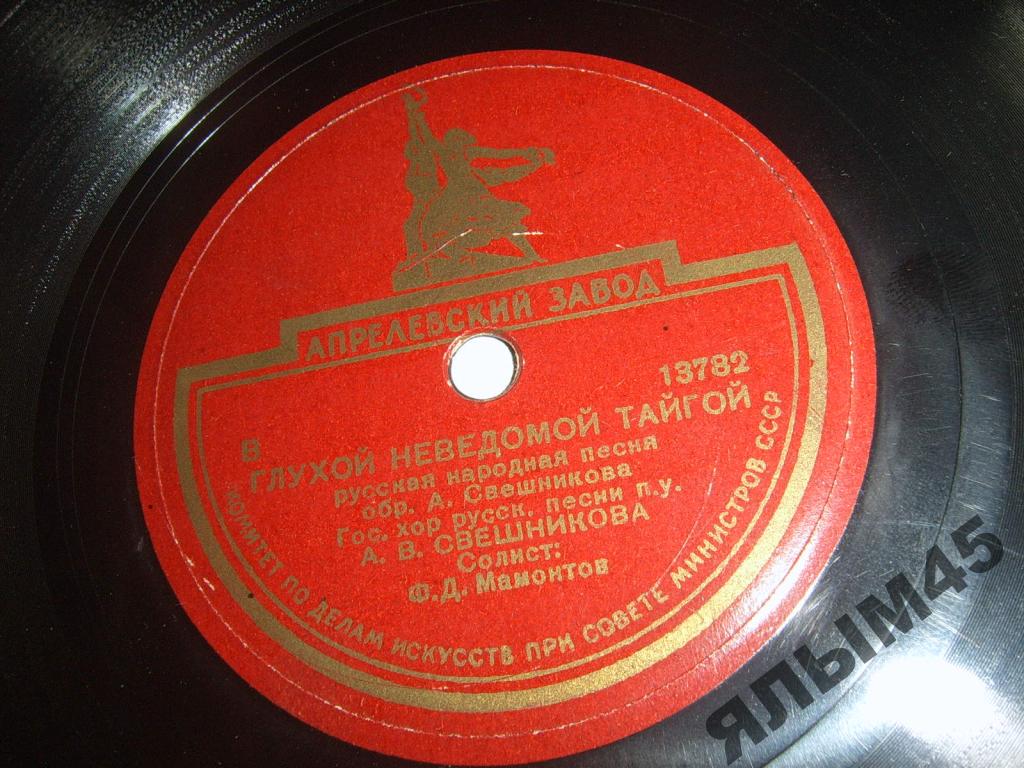 АПРЕЛЕВСКИЙ ЗАВОД
13782
В
ГЛУХОЙ НЕВЕДОМОЙ ТАЙГОЙ
русская народная песня
обр. А. Свешникова
Гос. хор русск. песни п.у.
А. В. СВЕШНИКОВА
Солист:
Ф.Д. Мамонтов
КОМИТЕТ ПО ДЕЛАМ ИСКУССТВ ПРИ СОВЕТЕ МИНИСТРОВ СССР
ЯЛЫМ45